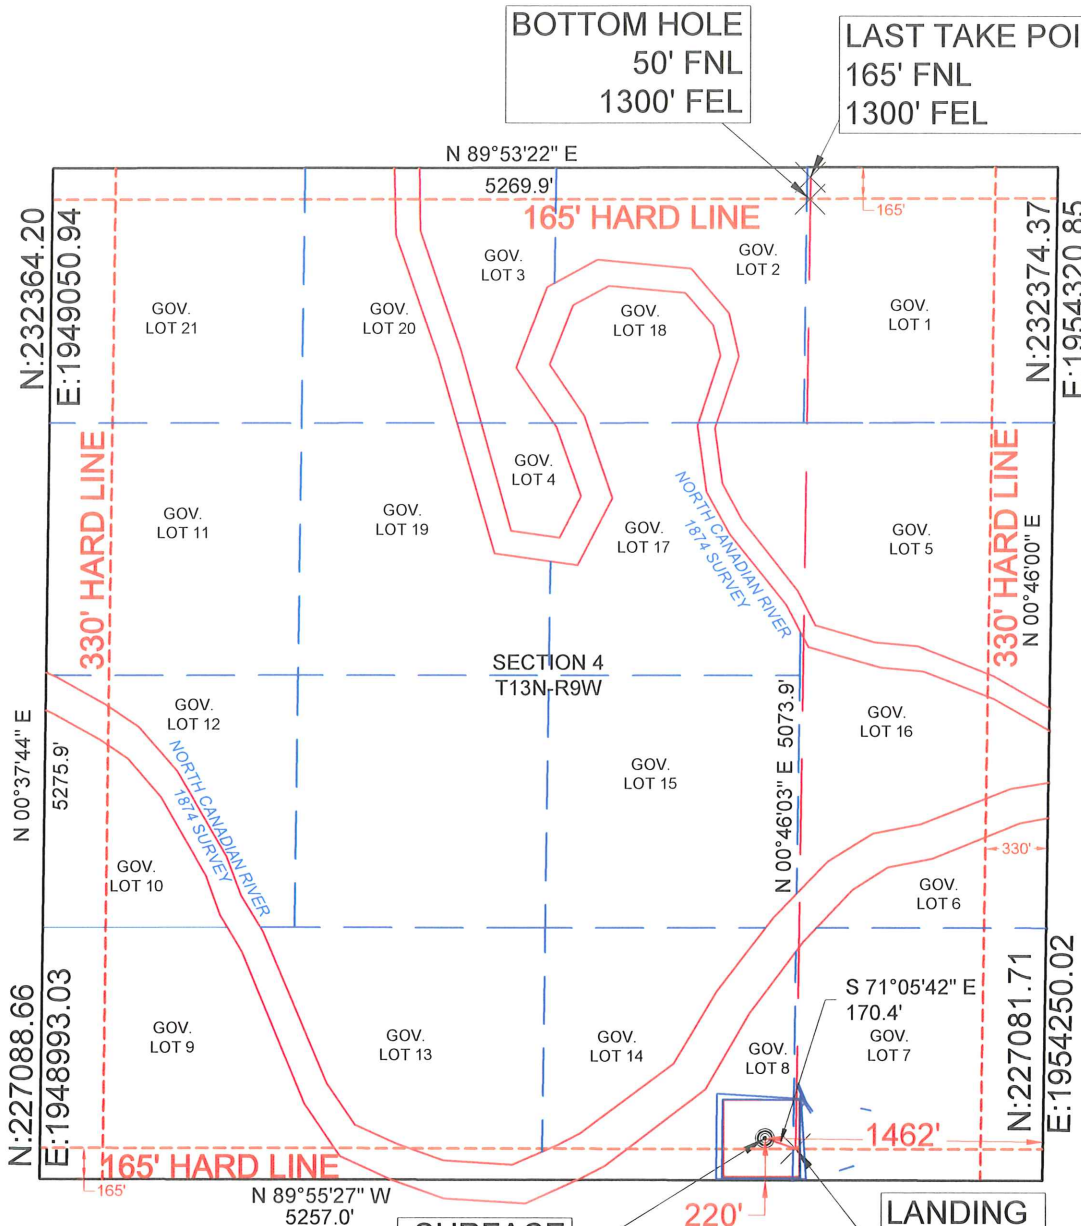 BOTTOM HOLE
50' FNL
1300' FEL
LAST TAKE POI
165' FNL
1300' FEL
N 89°53'22" E
5269.9'
165' HARD LINE
165'
N:232364.20
E:1949050.94
N:232374.37
E:1954320.85
GOV.
LOT 3
GOV.
LOT 2
GOV.
LOT 21
GOV.
LOT 20
GOV.
LOT 18
GOV.
LOT 1
330' HARD LINE
GOV.
LOT 4
GOV.
LOT 11
GOV.
LOT 19
GOV.
LOT 17
NORTH CANADIAN RIVER
1874 SURVEY
GOV.
LOT 5
330' HARD LINE
N 00°46'00" E
SECTION 4
T13N-R9W
GOV.
LOT 12
GOV.
LOT 16
N 00°37'44" E
5275.9'
NORTH CANADIAN RIVER
1874 SURVEY
GOV.
LOT 15
N 00°46'03" E 5073.9'
330'
GOV.
LOT 10
GOV.
LOT 6
N:227088.66
E:1948993.03
N:227081.71
E:1954250.02
S 71°05'42" E
170.4'
GOV.
LOT 9
GOV.
LOT 13
GOV.
LOT 14
GOV.
LOT 8
GOV.
LOT 7
1462'
165' HARD LINE
165'
N 89°55'27" W
5257.0'
220'
SURFACE
LANDING